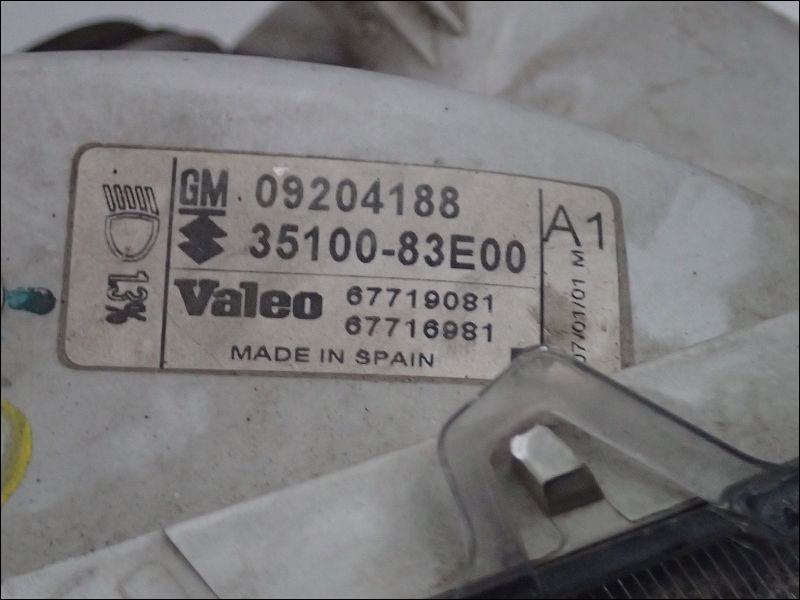 GM 09204188
35100-83E00
Valeo 67719081
67716981
MADE IN SPAIN
1.3%
A1
07/01/01 M